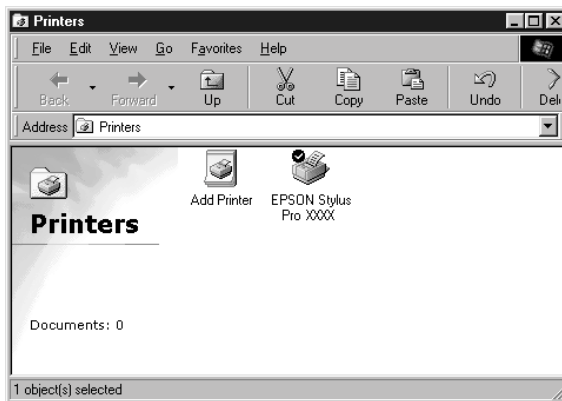 Printers
File Edit View Go Favorites Help
Back Forward Up Cut Copy Paste Undo Del
Address Printers
Add Printer
EPSON Stylus
Pro XXXX
Printers
Documents: 0
1 object(s) selected